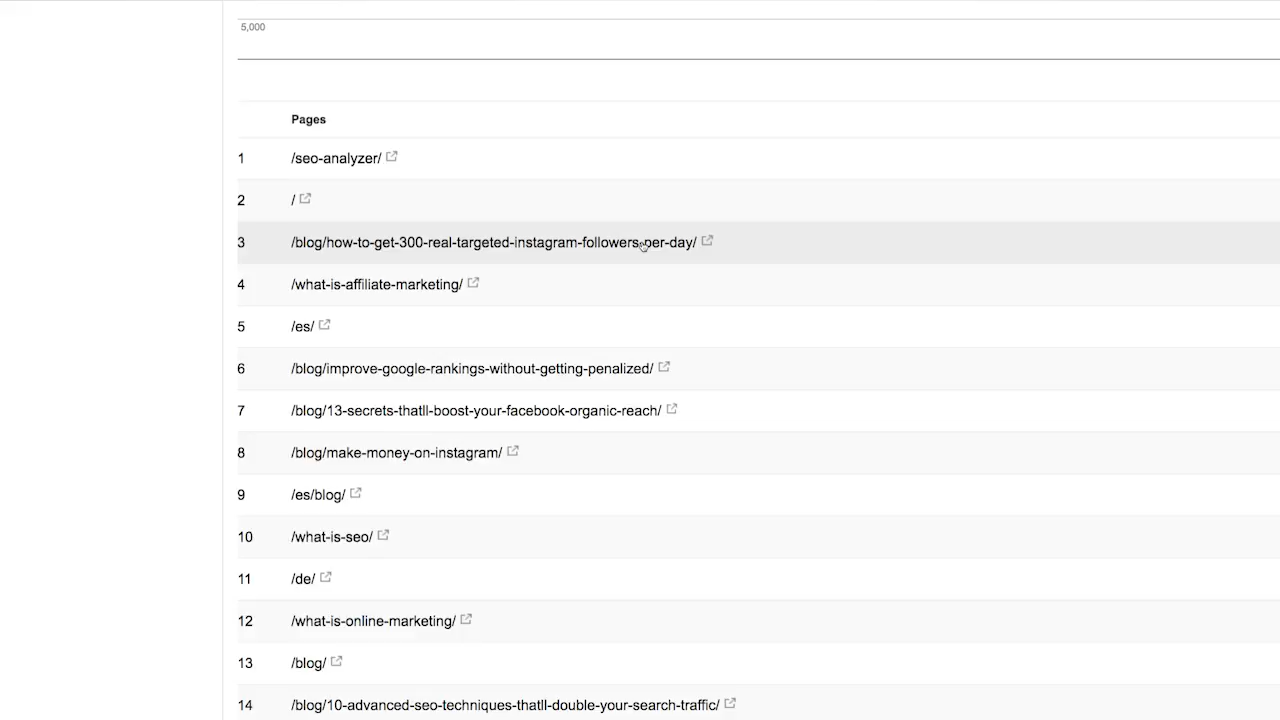 5,000
Pages
1 /seo-analyzer/
2 /
3 /blog/how-to-get-300-real-targeted-instagram-followers-per-day/
4 /what-is-affiliate-marketing/
5 /es/
6 /blog/improve-google-rankings-without-getting-penalized/
7 /blog/13-secrets-thatll-boost-your-facebook-organic-reach/
8 /blog/make-money-on-instagram/
9 /es/blog/
10 /what-is-seo/
11 /de/
12 /what-is-online-marketing/
13 /blog/
14 /blog/10-advanced-seo-techniques-thatll-double-your-search-traffic/